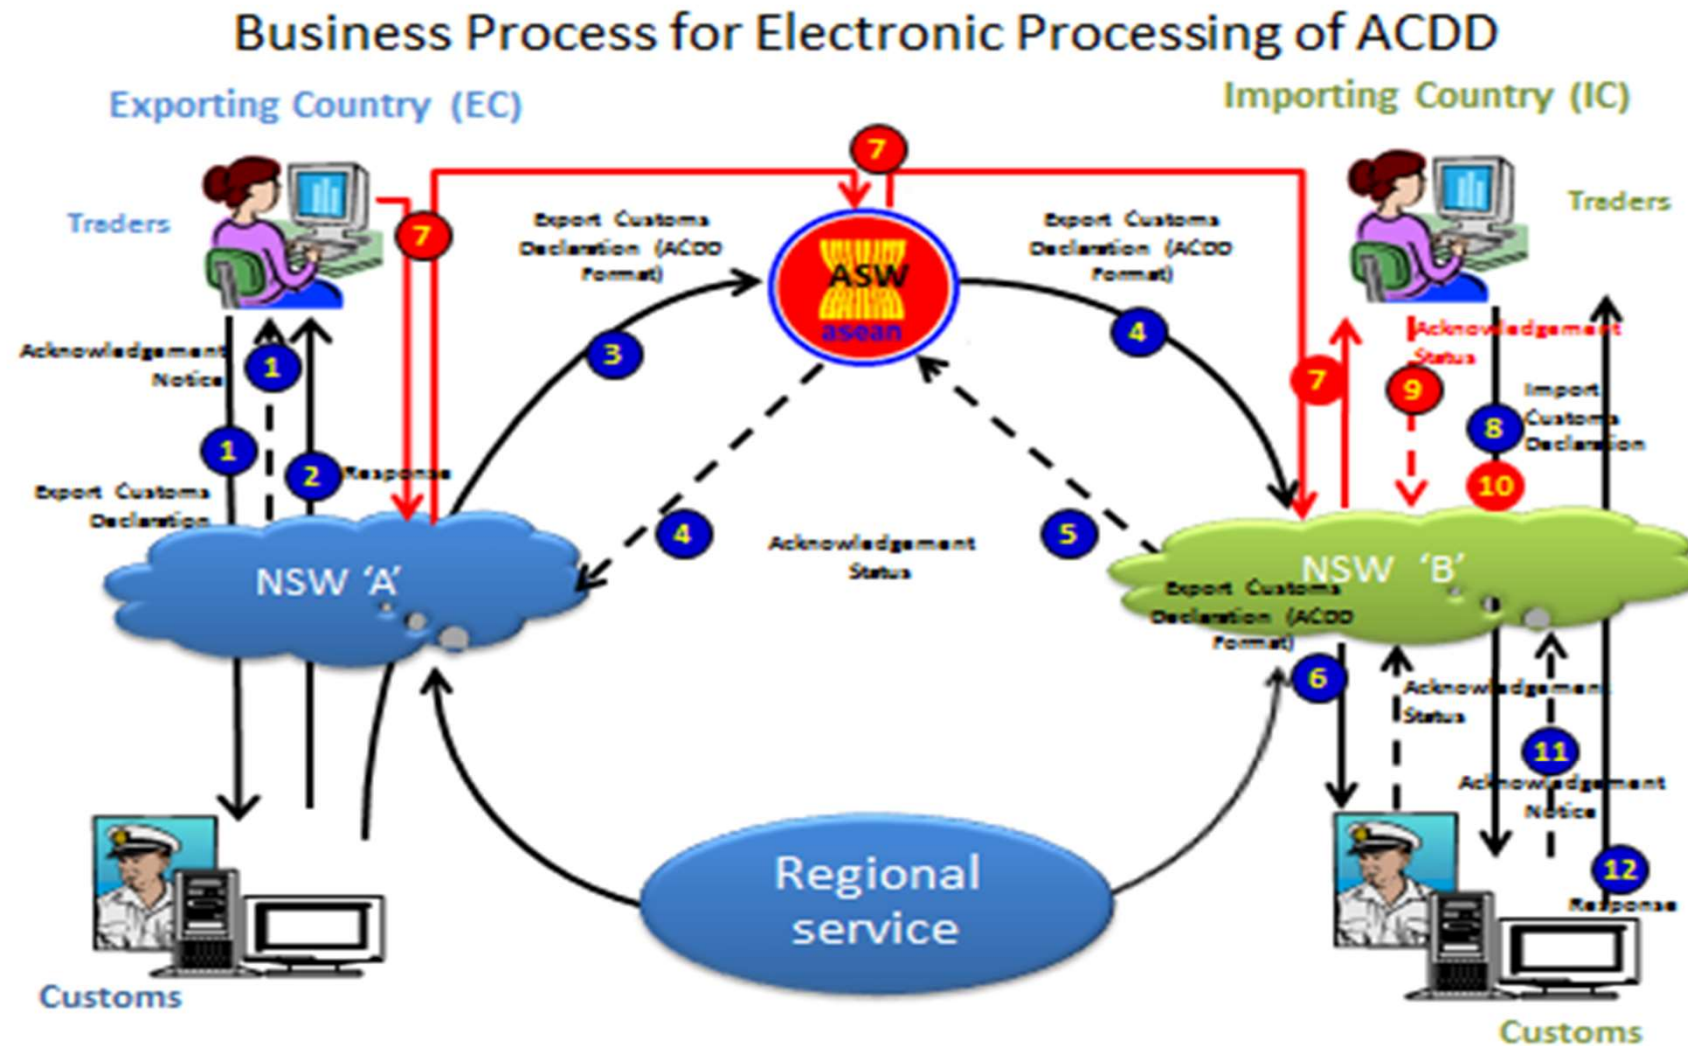 Business Process for Electronic Processing of ACDD
Exporting Country (EC)
Importing Country (IC)
7
Traders
Traders
7
Export Customs
Declaration (ACDD
Format)
Export Customs
Declaration (ACDD
Format)
ASW
asean
Acknowledgement
Notice
1
3
4
7
Acknowledgement
Status
9
Import
Customs
Declaration
8
1
2
Response
10
Export Customs
Declaration
4
Acknowledgement
Status
5
NSW ‘A’
NSW ‘B’
Export Customs
Declaration (ACDD
Format)
6
Acknowledgement
Status
11
Acknowledgement
Notice
12
Response
Regional
service
Customs
Customs